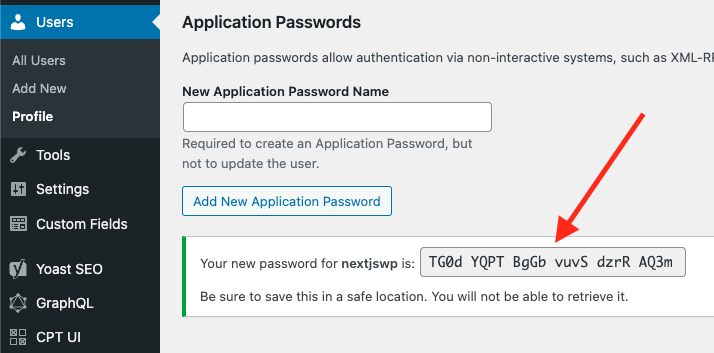 Users
All Users
Add New
Profile
Tools
Settings
Custom Fields
Yoast SEO
GraphQL
CPT UI
Application Passwords
Application passwords allow authentication via non-interactive systems, such as
New Application Password Name
Required to create an Application Password, but
not to update the user.
Add New Application Password
Your new password for nextjswp is: TG0d YQPT BgGb vuvS dzrR AQ3m
Be sure to save this in a safe location. You will not be able to retrieve it.